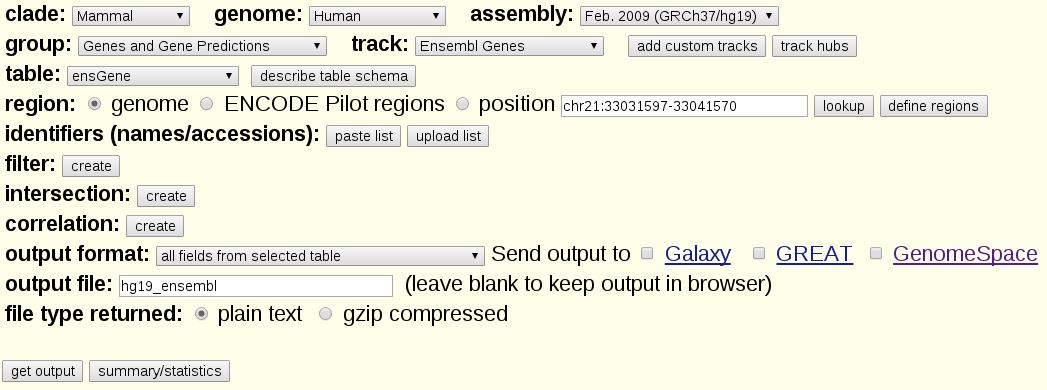 clade: Mammal genome: Human assembly: Feb. 2009 (GRCh37/hg19)
group: Genes and Gene Predictions track: Ensembl Genes add custom tracks track hubs
table: ensGene describe table schema
region: genome ENCODE Pilot regions position chr21:33031597-33041570 lookup define regions
identifiers (names/accessions): paste list upload list
filter: create
intersection: create
correlation: create
output format: all fields from selected table Send output to Galaxy GREAT GenomeSpace
output file: hg19_ensembl (leave blank to keep output in browser)
file type returned: plain text gzip compressed
get output summary/statistics